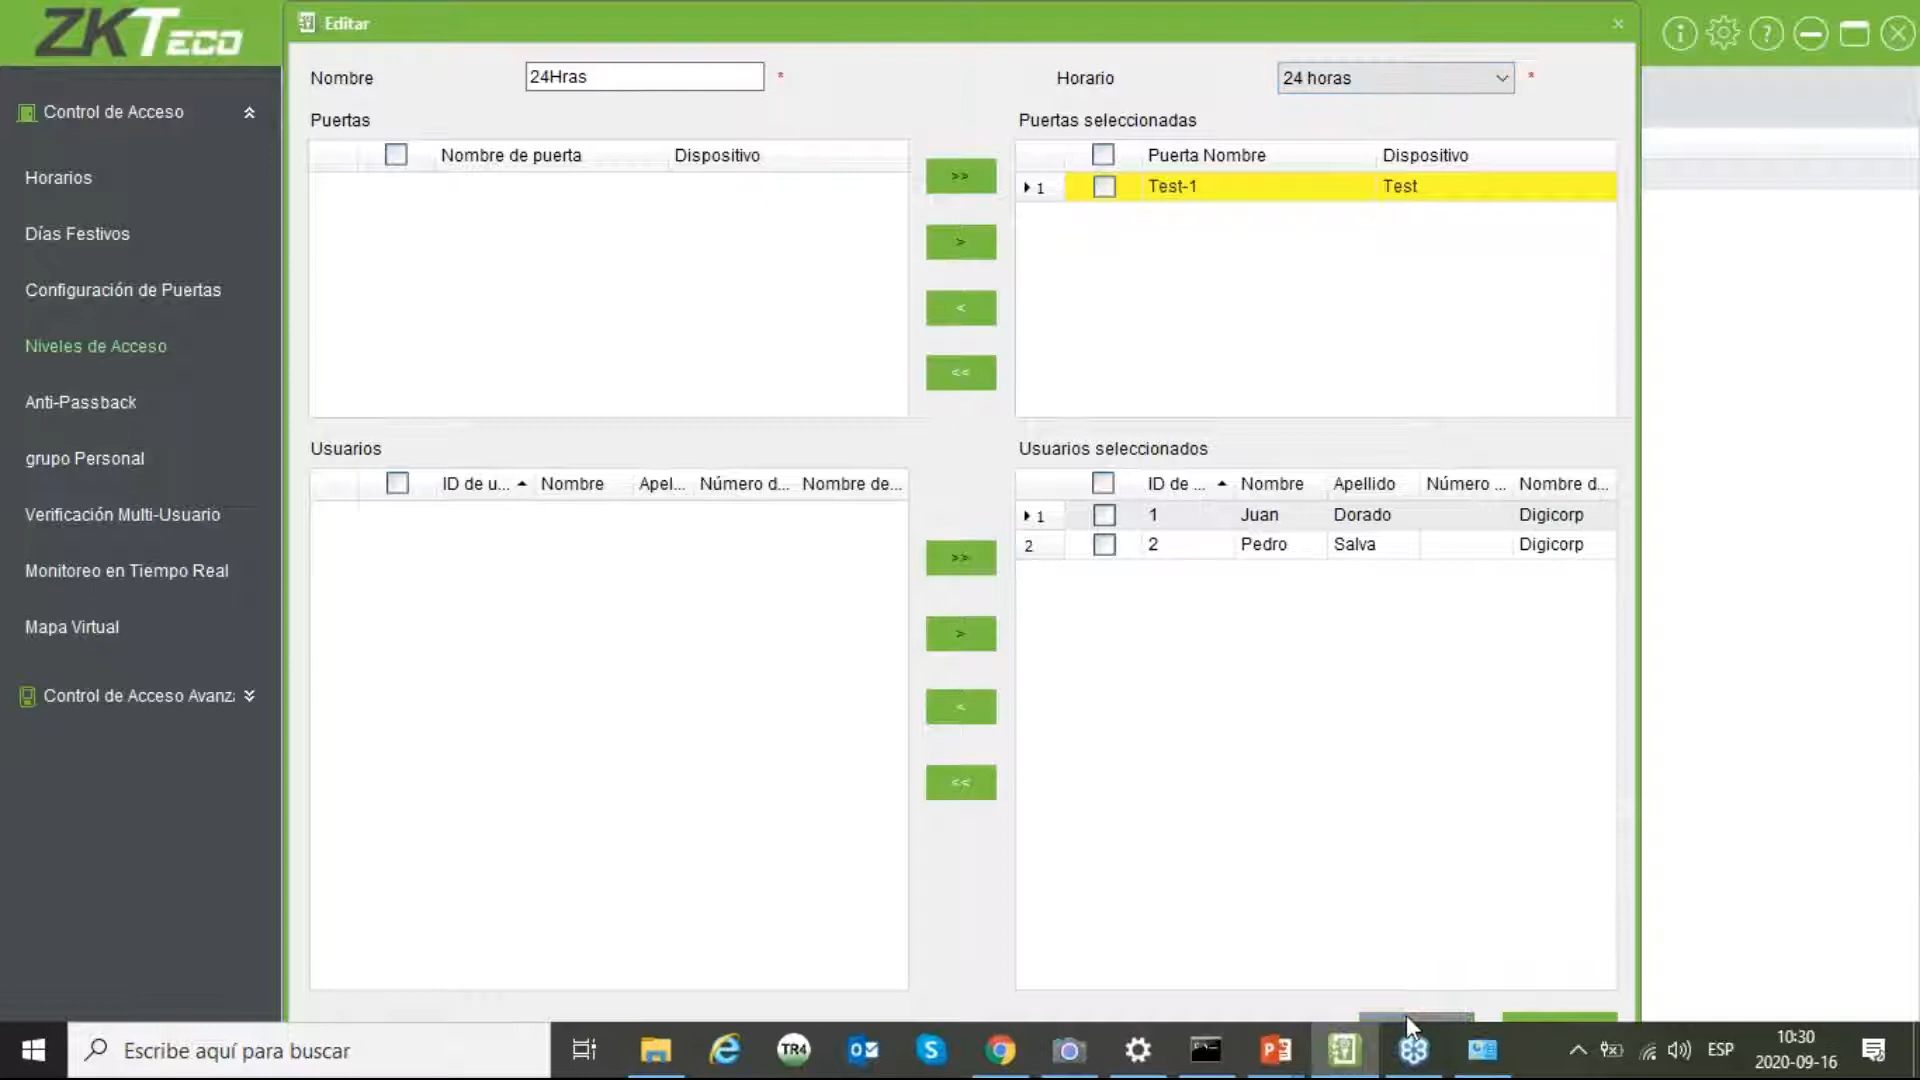 ZKTeco
Editar
Control de Acceso
Horarios
Días Festivos
Configuración de Puertas
Niveles de Acceso
Anti-Passback
grupo Personal
Verificación Multi-Usuario
Monitoreo en Tiempo Real
Mapa Virtual
Control de Acceso Avanz
Nombre 24Hras *
Horario 24 horas *
Puertas
Nombre de puerta Dispositivo
>>
>
<
<<
Puertas seleccionadas
Puerta Nombre Dispositivo
1 Test-1 Test
Usuarios
ID de u... Nombre Apel... Número d... Nombre de...
>>
>
<
<<
Usuarios seleccionados
ID de ... Nombre Apellido Número ... Nombre d...
1 1 Juan Dorado Digicorp
2 2 Pedro Salva Digicorp
Escribe aquí para buscar
TR4
ESP
10:30
2020-09-16